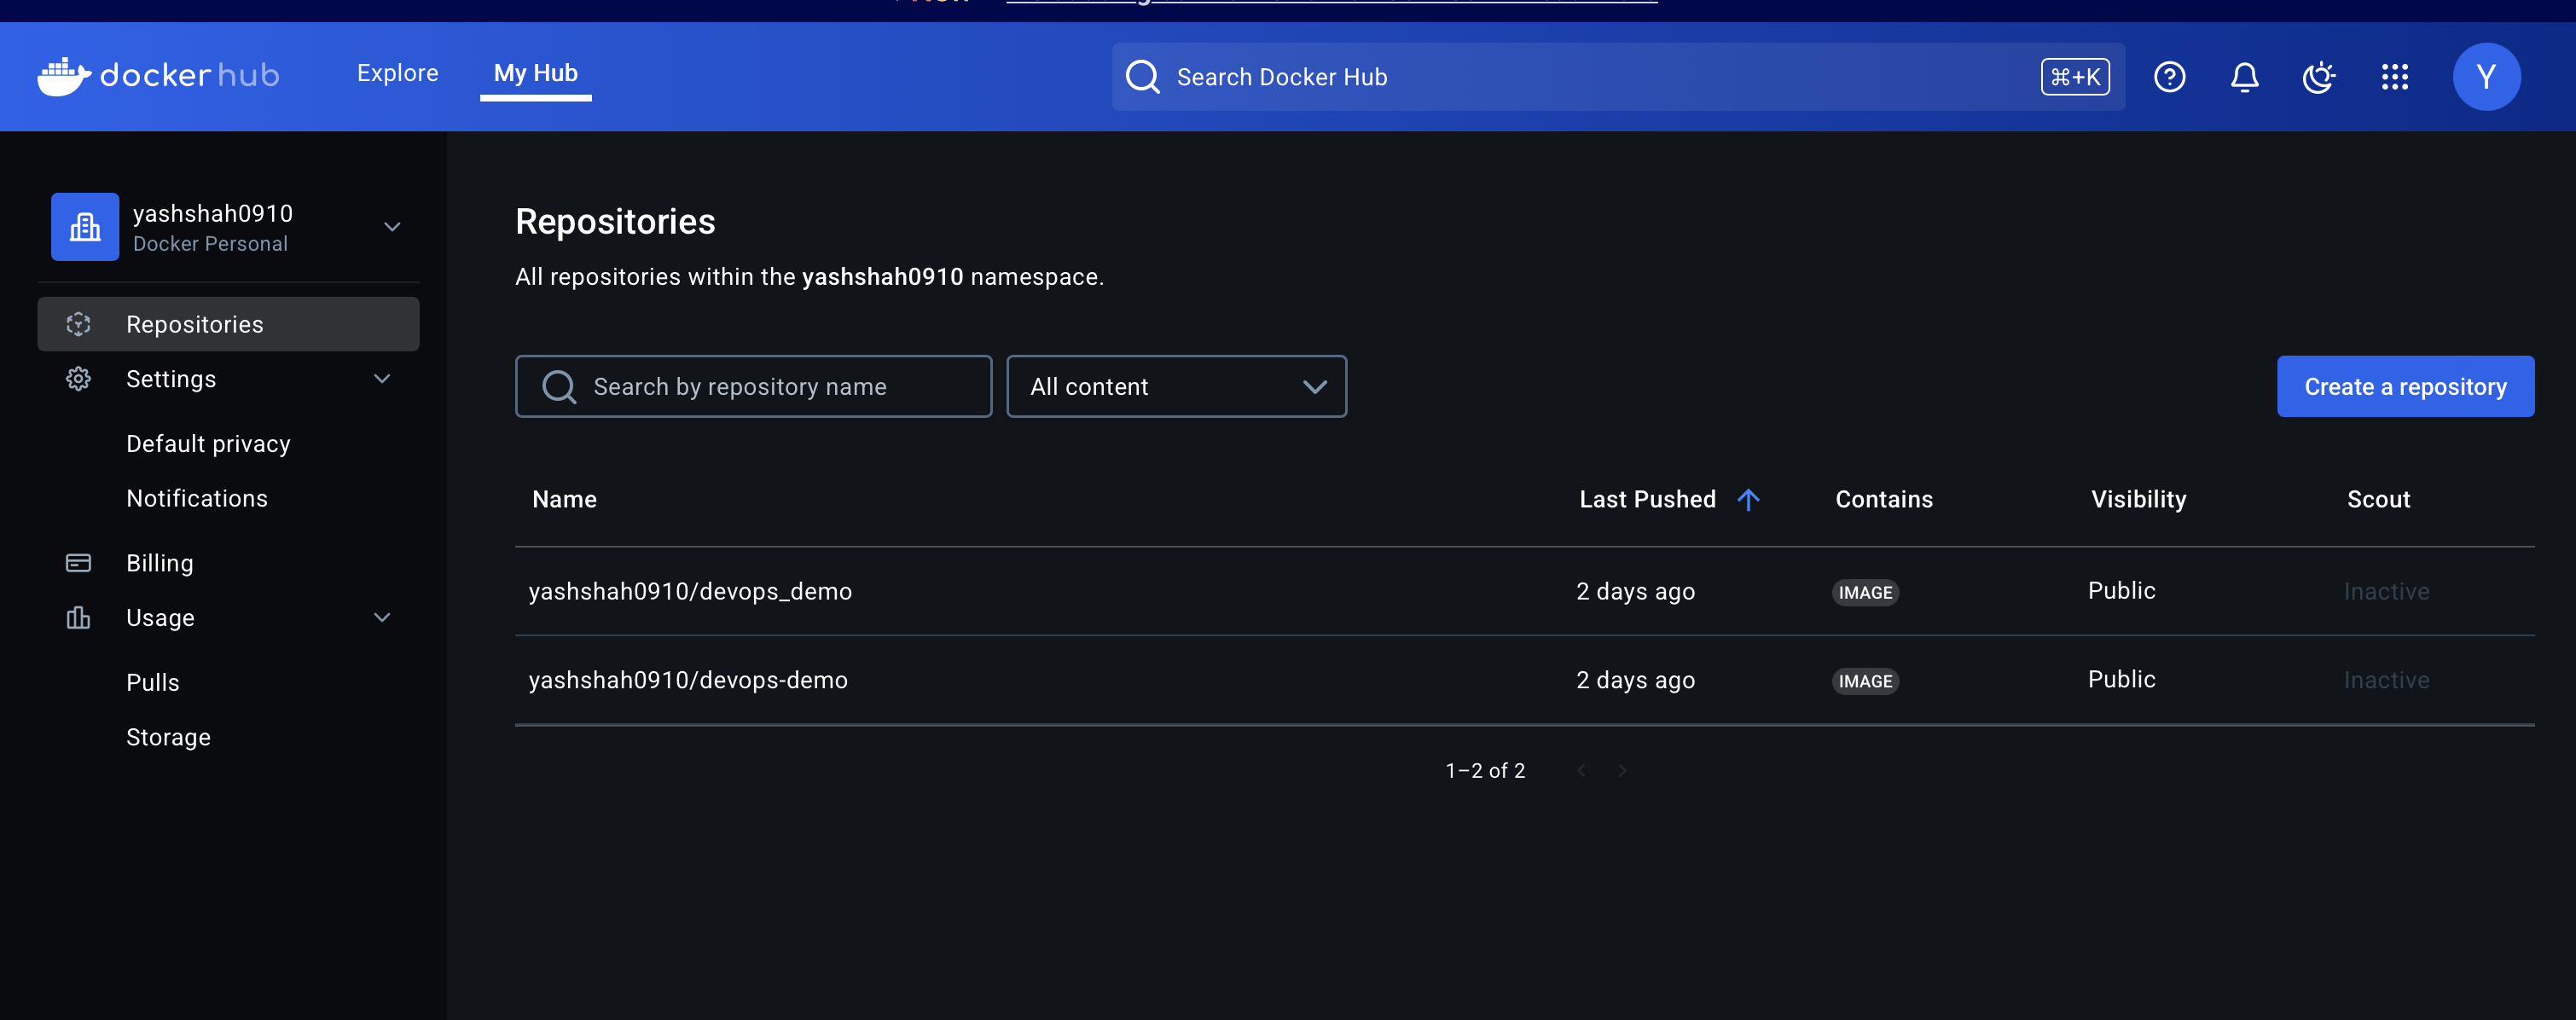 docker hub
Explore
My Hub
Search Docker Hub
⌘+K
Y
yashshah0910
Docker Personal
Repositories
Settings
Default privacy
Notifications
Billing
Usage
Pulls
Storage
Repositories
All repositories within the yashshah0910 namespace.
Search by repository name
All content
Create a repository
Name Last Pushed Contains Visibility Scout
yashshah0910/devops_demo 2 days ago IMAGE Public Inactive
yashshah0910/devops-demo 2 days ago IMAGE Public Inactive
1–2 of 2